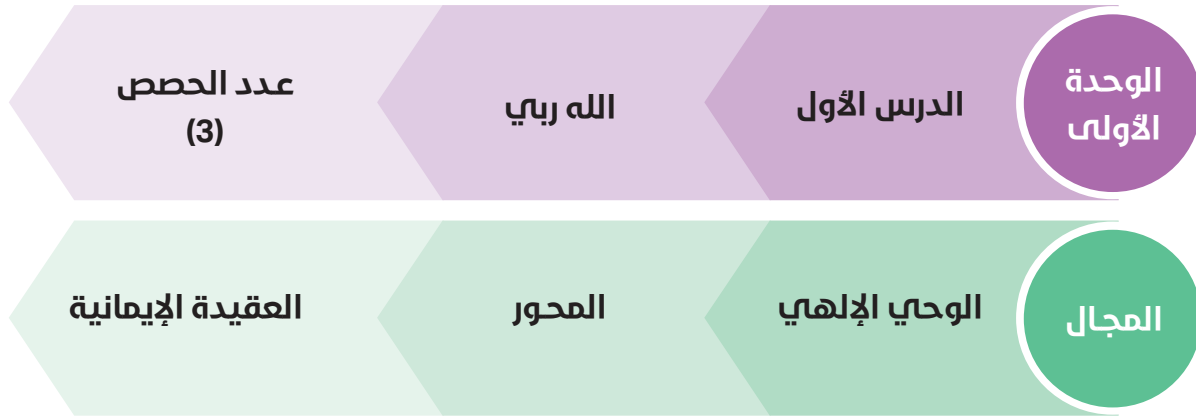 الوحدة
الأولى
الدرس الأول
الله ربي
عدد الحصص
(3)
المجال
الوحي الإلهي
المحور
العقيدة الإيمانية